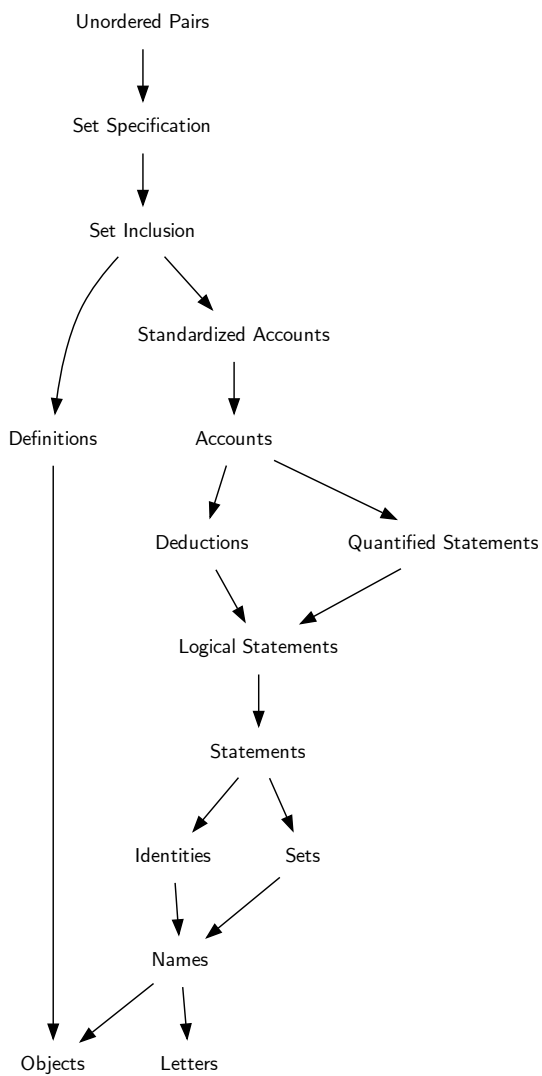 Unordered Pairs
Set Specification
Set Inclusion
Standardized Accounts
Definitions
Accounts
Deductions
Quantified Statements
Logical Statements
Statements
Identities
Sets
Names
Objects
Letters